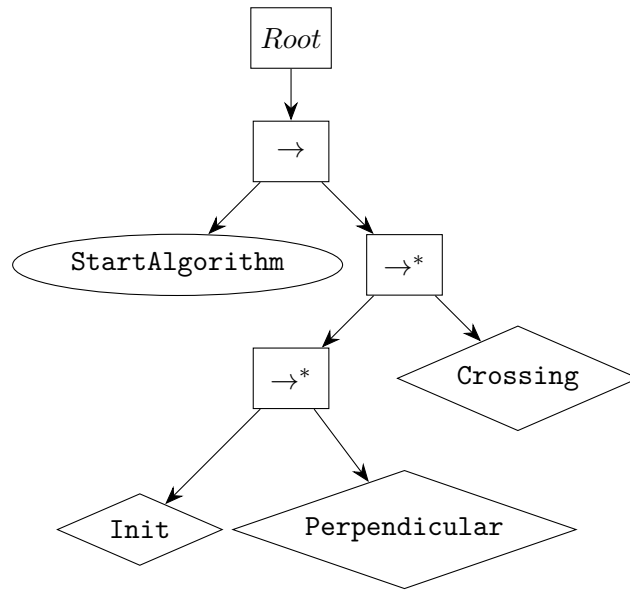 Root
→
StartAlgorithm
→*
→*
Crossing
Init
Perpendicular